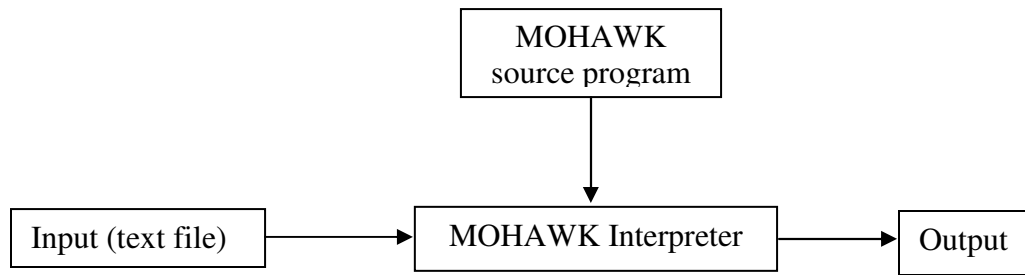 MOHAWK
source program
Input (text file)
MOHAWK Interpreter
Output